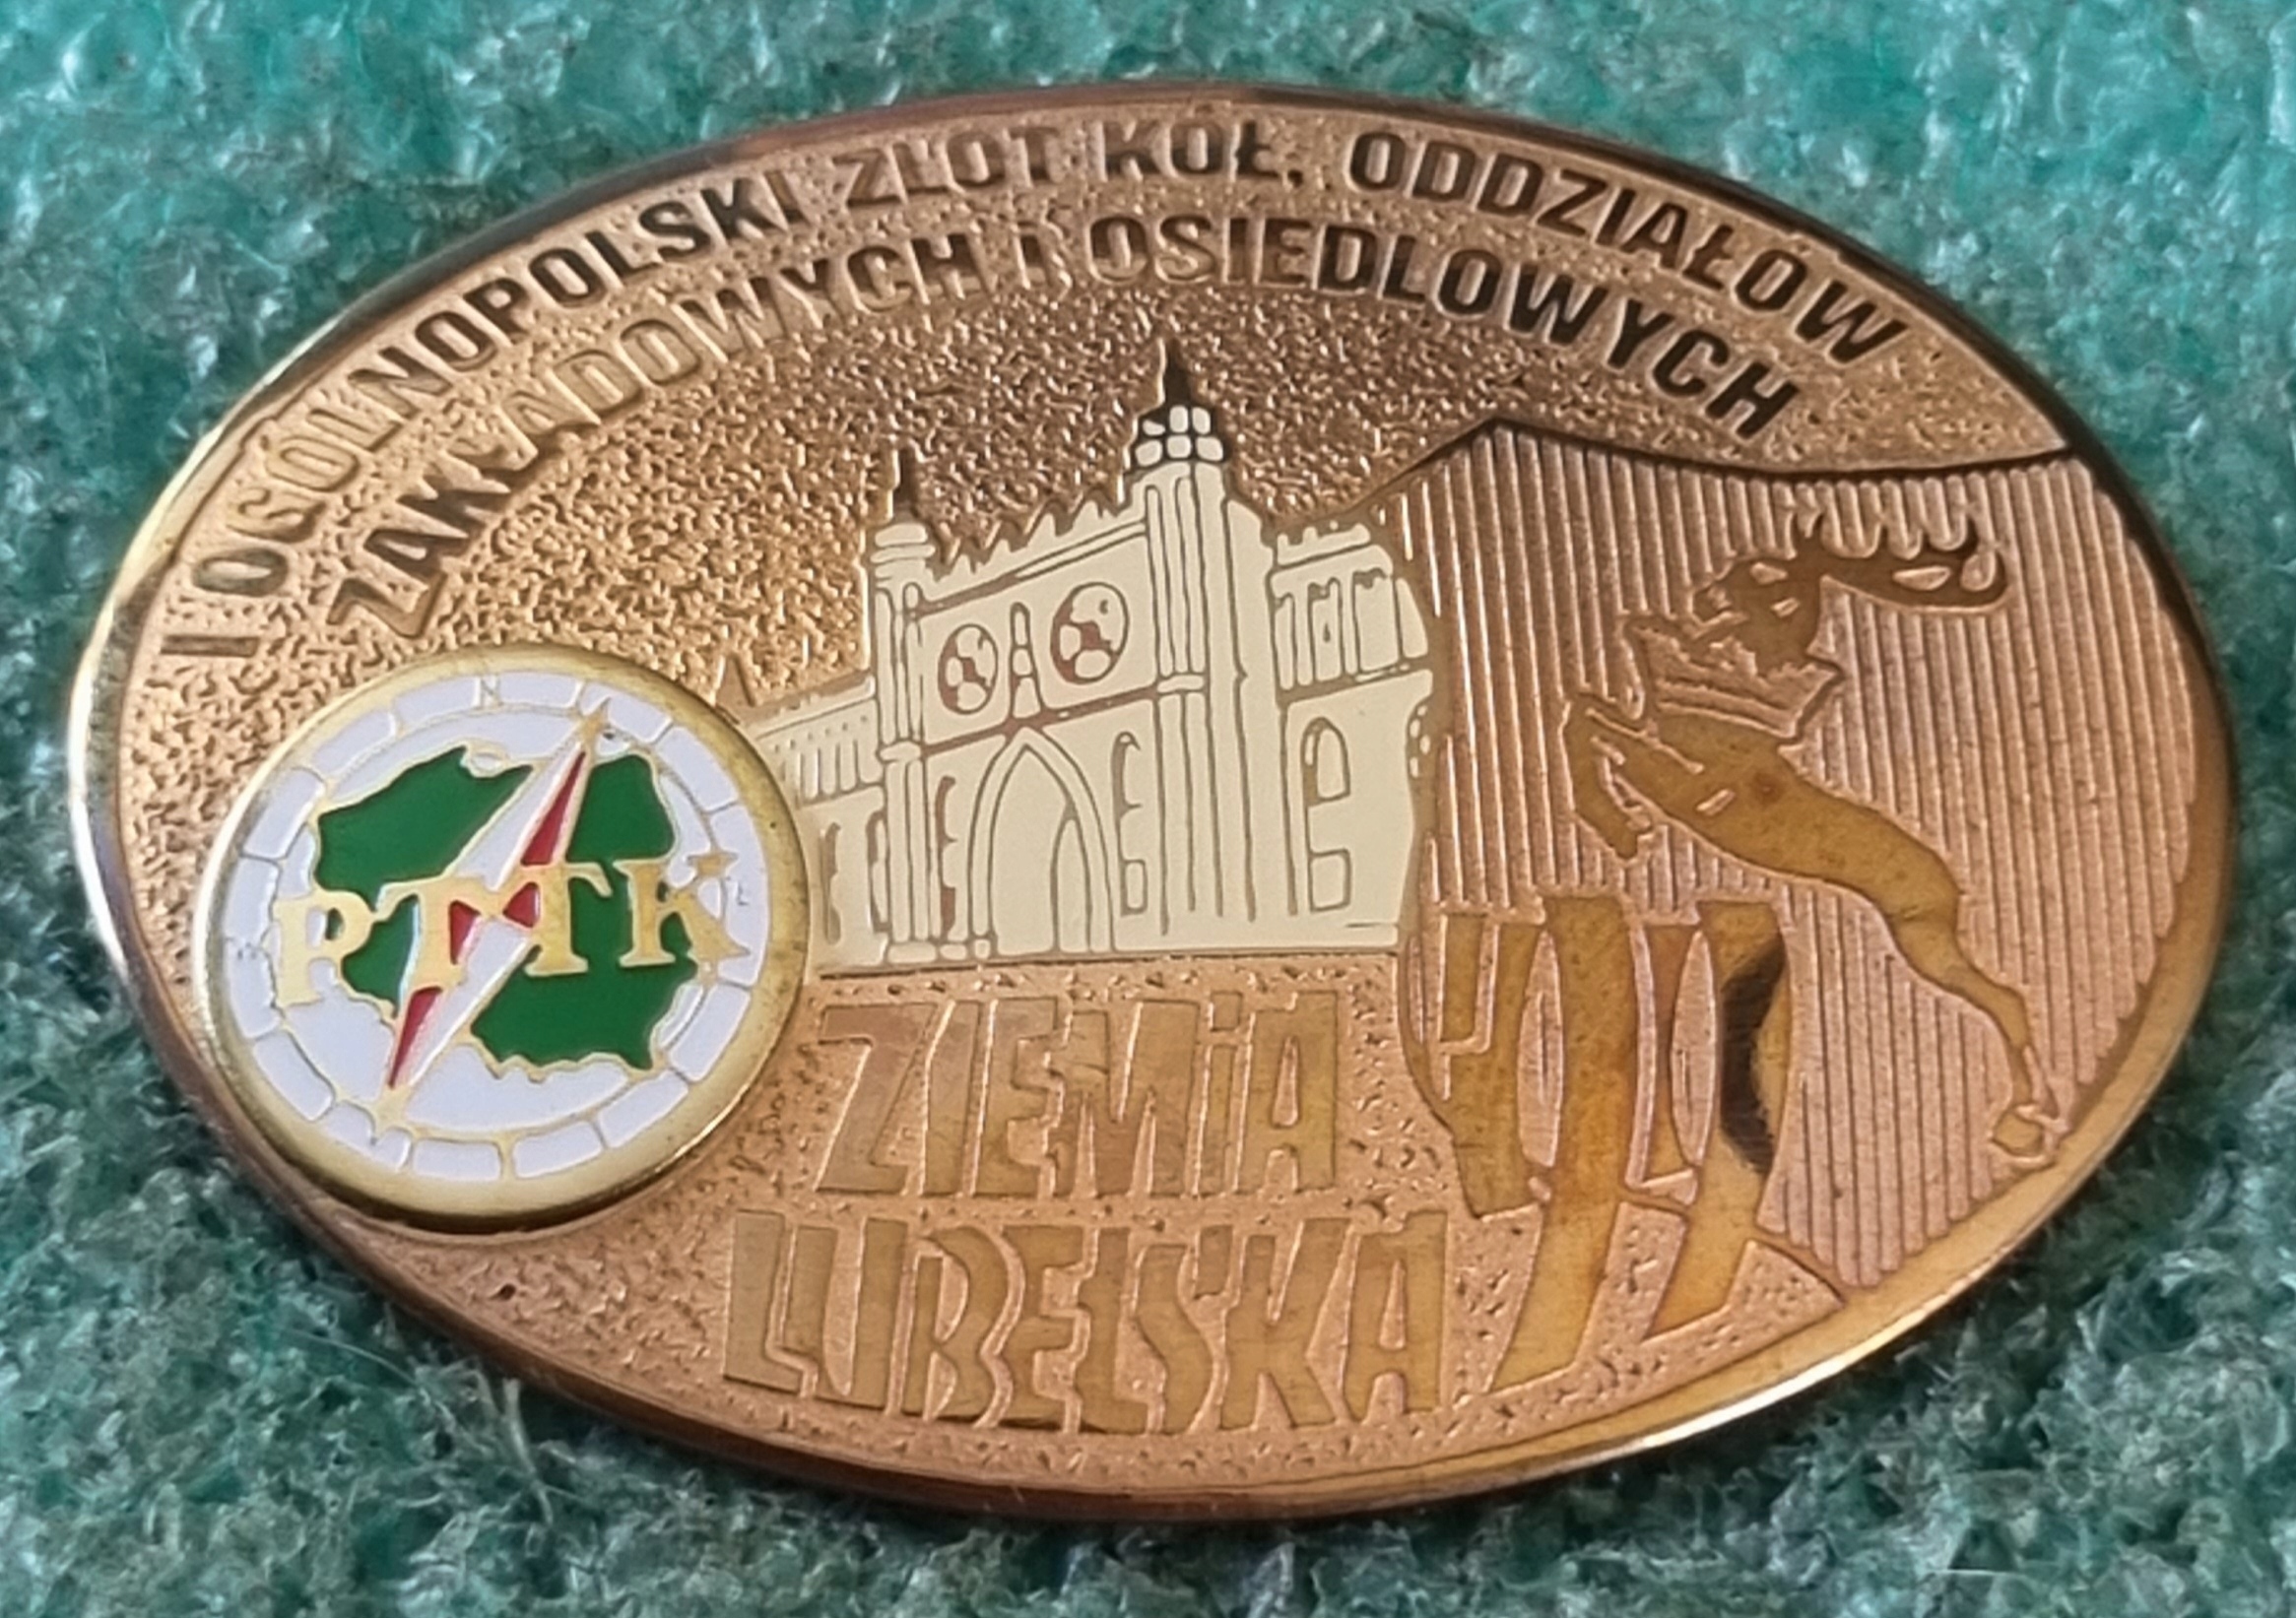 I OGÓLNOPOLSKI ZLOT KÓŁ, ODDZIAŁÓW
ZAKŁADOWYCH i OSIEDLOWYCH
N
PTTK
ZIEMiA
LUBELSKA